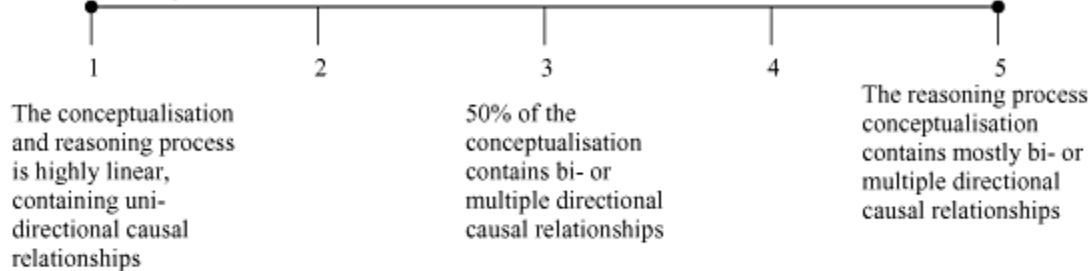 1
2
3
4
5
The conceptualisation
and reasoning process
is highly linear,
containing uni-
directional causal
relationships
50% of the
conceptualisation
contains bi- or
multiple directional
causal relationships
The reasoning process
conceptualisation
contains mostly bi- or
multiple directional
causal relationships